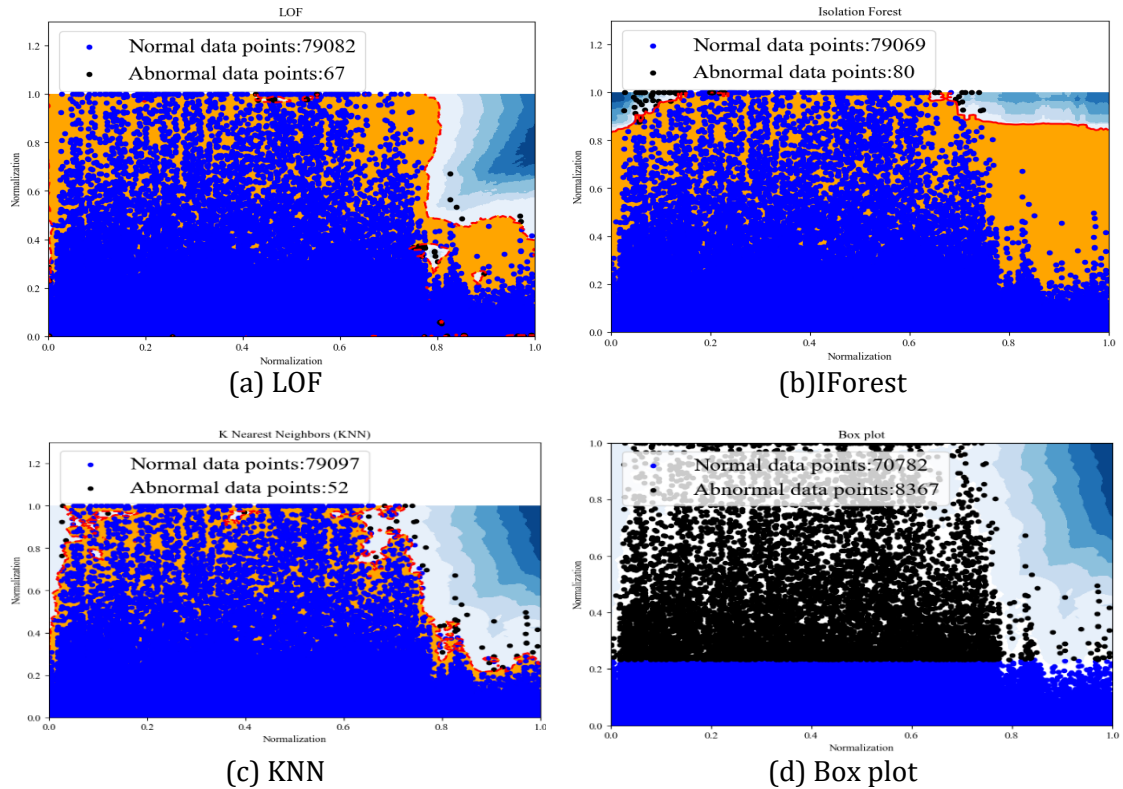 LOF
Normal data points:79082
Abnormal data points:67
1.2
1.0
0.8
0.6
0.4
0.2
0.0
Normalization
0.0 0.2 0.4 0.6 0.8 1.0
Normalization
(a) LOF
Isolation Forest
Normal data points:79069
Abnormal data points:80
1.2
1.0
0.8
0.6
0.4
0.2
0.0
Normalization
0.0 0.2 0.4 0.6 0.8 1.0
Normalization
(b)IForest
K Nearest Neighbors (KNN)
Normal data points:79097
Abnormal data points:52
1.2
1.0
0.8
0.6
0.4
0.2
0.0
Normalization
0.0 0.2 0.4 0.6 0.8 1.0
Normalization
(c) KNN
Box plot
Normal data points:70782
Abnormal data points:8367
1.0
0.8
0.6
0.4
0.2
0.0
Normalization
0.0 0.2 0.4 0.6 0.8 1.0
Normalization
(d) Box plot